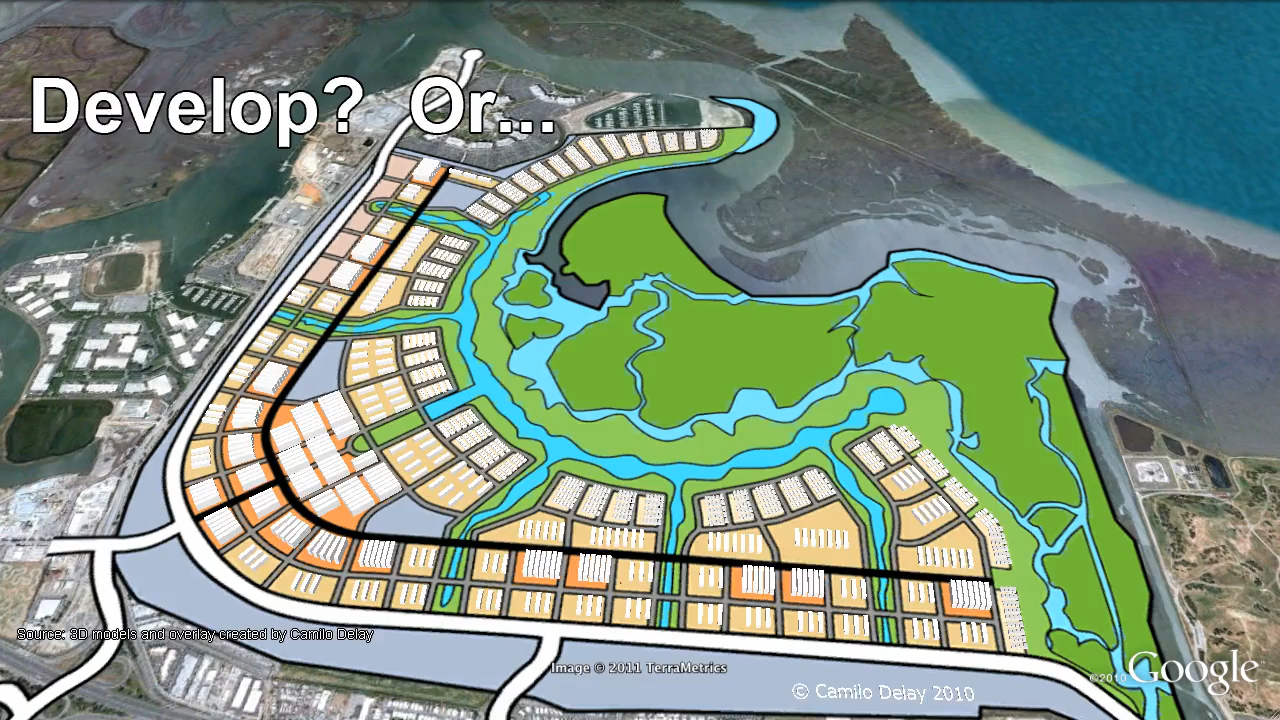 Develop? Or...
Source: 3D models and overlay created by Camilo Delay
Image © 2011 TerraMetrics
©2010 Google
© Camilo Delay 2010